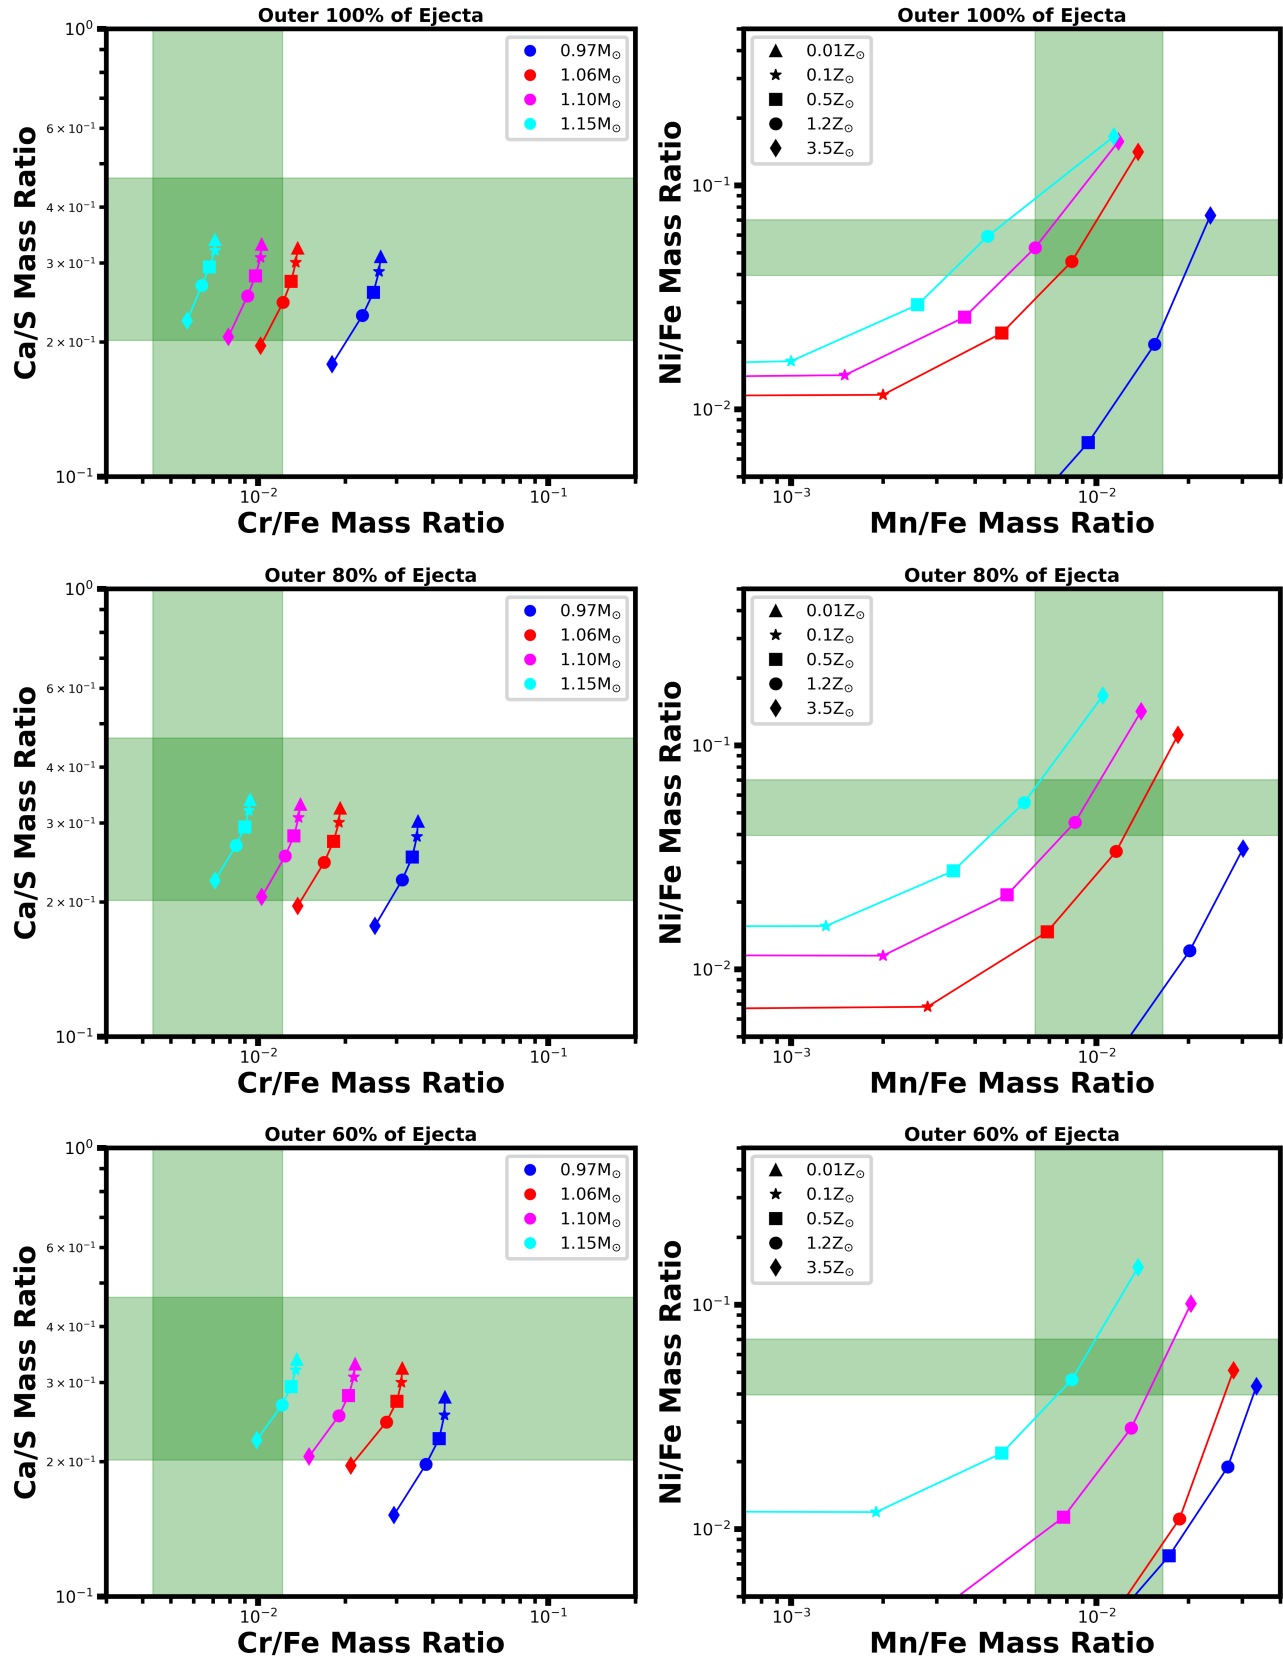 Outer 100% of Ejecta
10⁰
6 × 10⁻¹
4 × 10⁻¹
3 × 10⁻¹
2 × 10⁻¹
10⁻¹
Ca/S Mass Ratio
0.97M⊙
1.06M⊙
1.10M⊙
1.15M⊙
10⁻²
10⁻¹
Cr/Fe Mass Ratio
Outer 100% of Ejecta
10⁻¹
10⁻²
Ni/Fe Mass Ratio
0.01Z⊙
0.1Z⊙
0.5Z⊙
1.2Z⊙
3.5Z⊙
10⁻³
10⁻²
Mn/Fe Mass Ratio
Outer 80% of Ejecta
10⁰
6 × 10⁻¹
4 × 10⁻¹
3 × 10⁻¹
2 × 10⁻¹
10⁻¹
Ca/S Mass Ratio
0.97M⊙
1.06M⊙
1.10M⊙
1.15M⊙
10⁻²
10⁻¹
Cr/Fe Mass Ratio
Outer 80% of Ejecta
10⁻¹
10⁻²
Ni/Fe Mass Ratio
0.01Z⊙
0.1Z⊙
0.5Z⊙
1.2Z⊙
3.5Z⊙
10⁻³
10⁻²
Mn/Fe Mass Ratio
Outer 60% of Ejecta
10⁰
6 × 10⁻¹
4 × 10⁻¹
3 × 10⁻¹
2 × 10⁻¹
10⁻¹
Ca/S Mass Ratio
0.97M⊙
1.06M⊙
1.10M⊙
1.15M⊙
10⁻²
10⁻¹
Cr/Fe Mass Ratio
Outer 60% of Ejecta
10⁻¹
10⁻²
Ni/Fe Mass Ratio
0.01Z⊙
0.1Z⊙
0.5Z⊙
1.2Z⊙
3.5Z⊙
10⁻³
10⁻²
Mn/Fe Mass Ratio